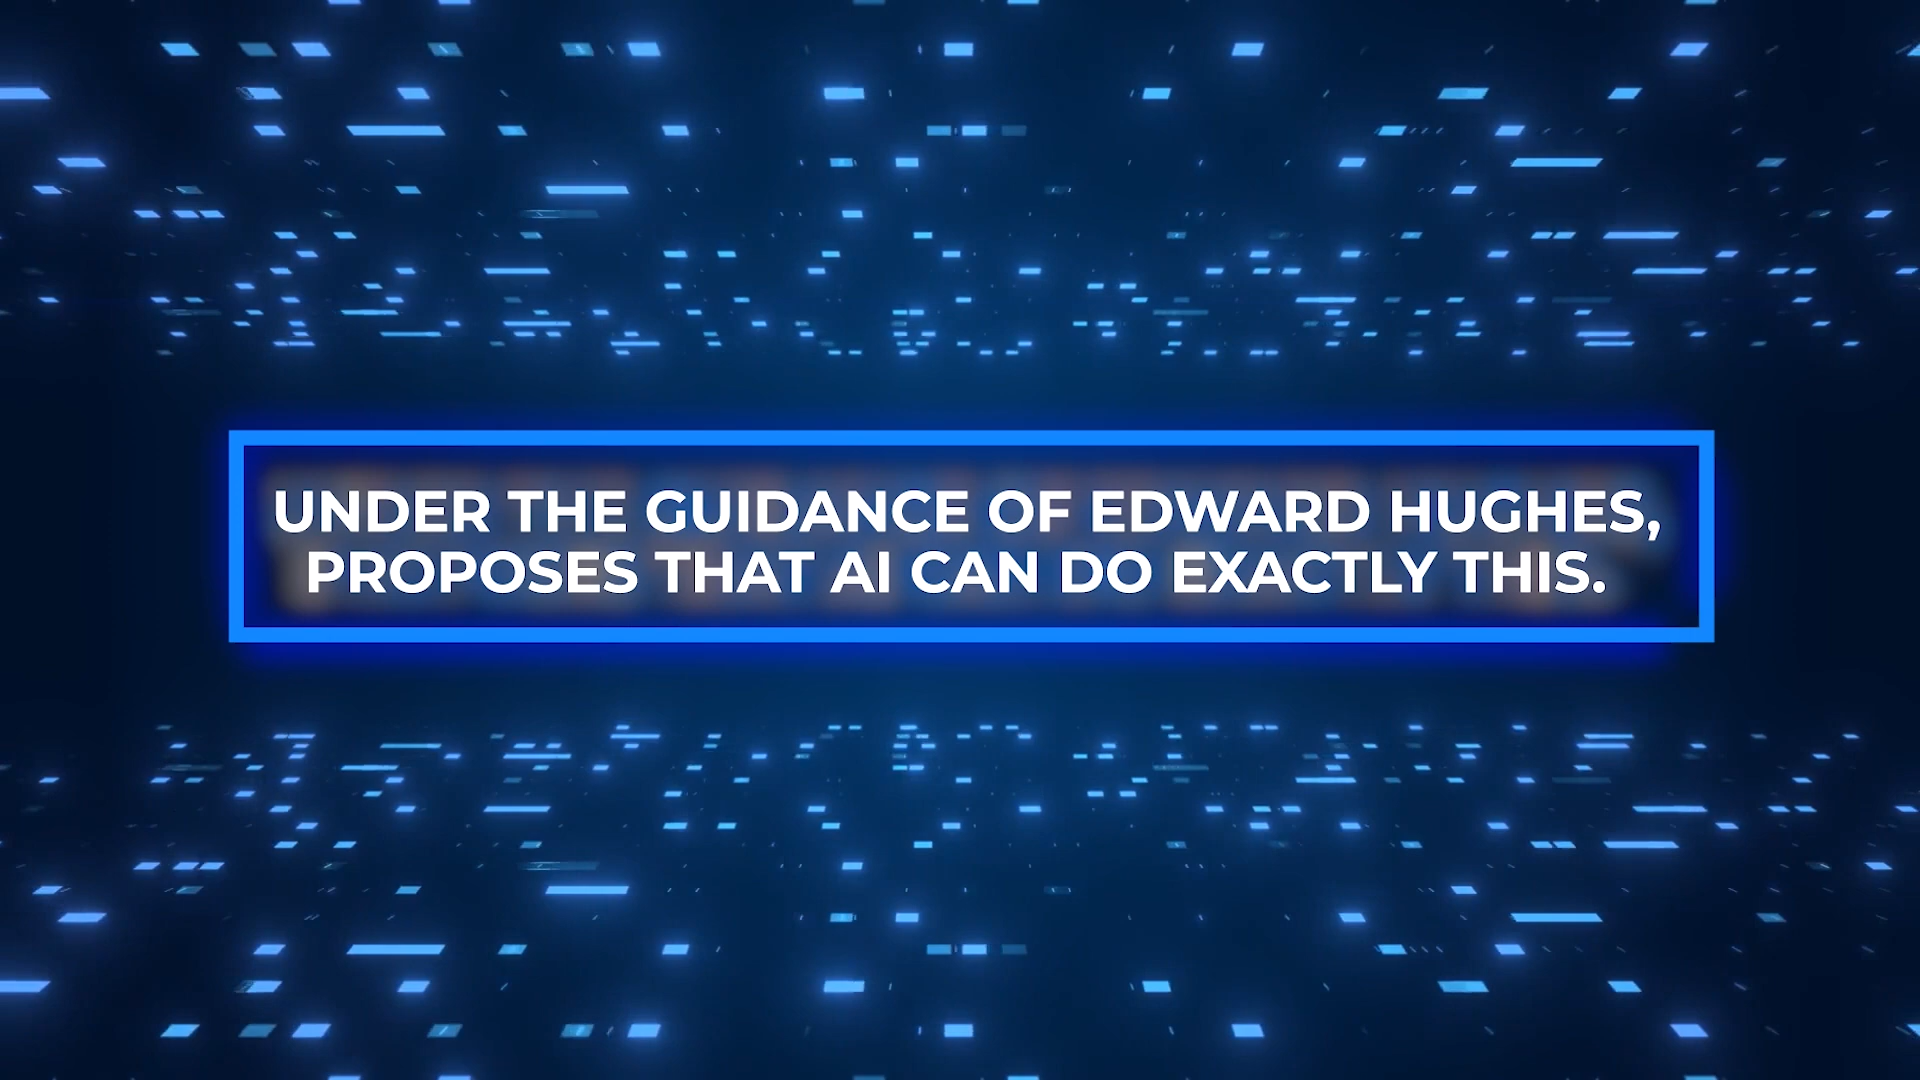 UNDER THE GUIDANCE OF EDWARD HUGHES,
PROPOSES THAT AI CAN DO EXACTLY THIS.